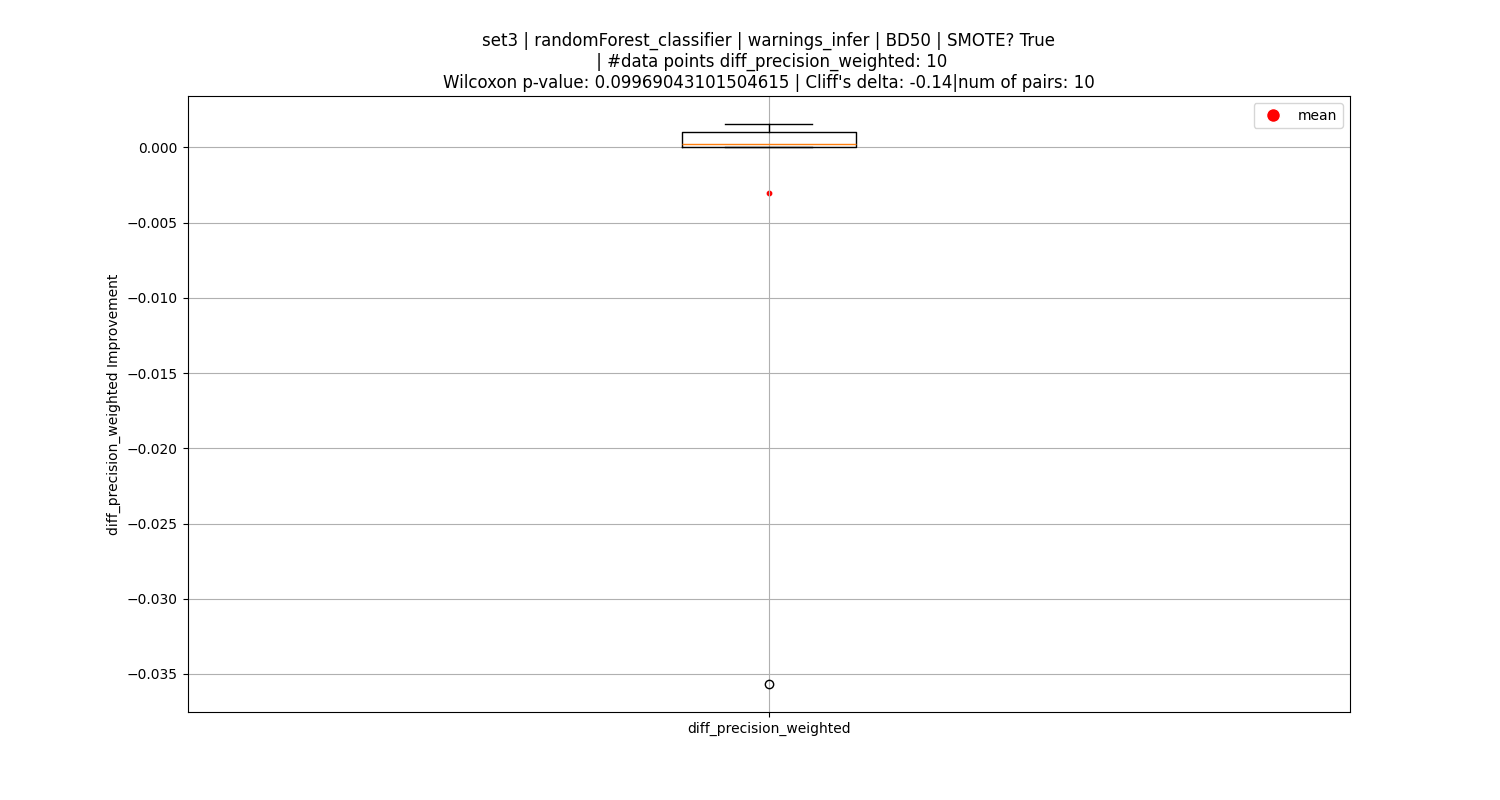 set3 | randomForest_classifier | warnings_infer | BD50 | SMOTE? True
| #data points diff_precision_weighted: 10
Wilcoxon p-value: 0.09969043101504615 | Cliff's delta: -0.14|num of pairs: 10
mean
0.000
−0.005
−0.010
−0.015
−0.020
−0.025
−0.030
−0.035
diff_precision_weighted Improvement
diff_precision_weighted